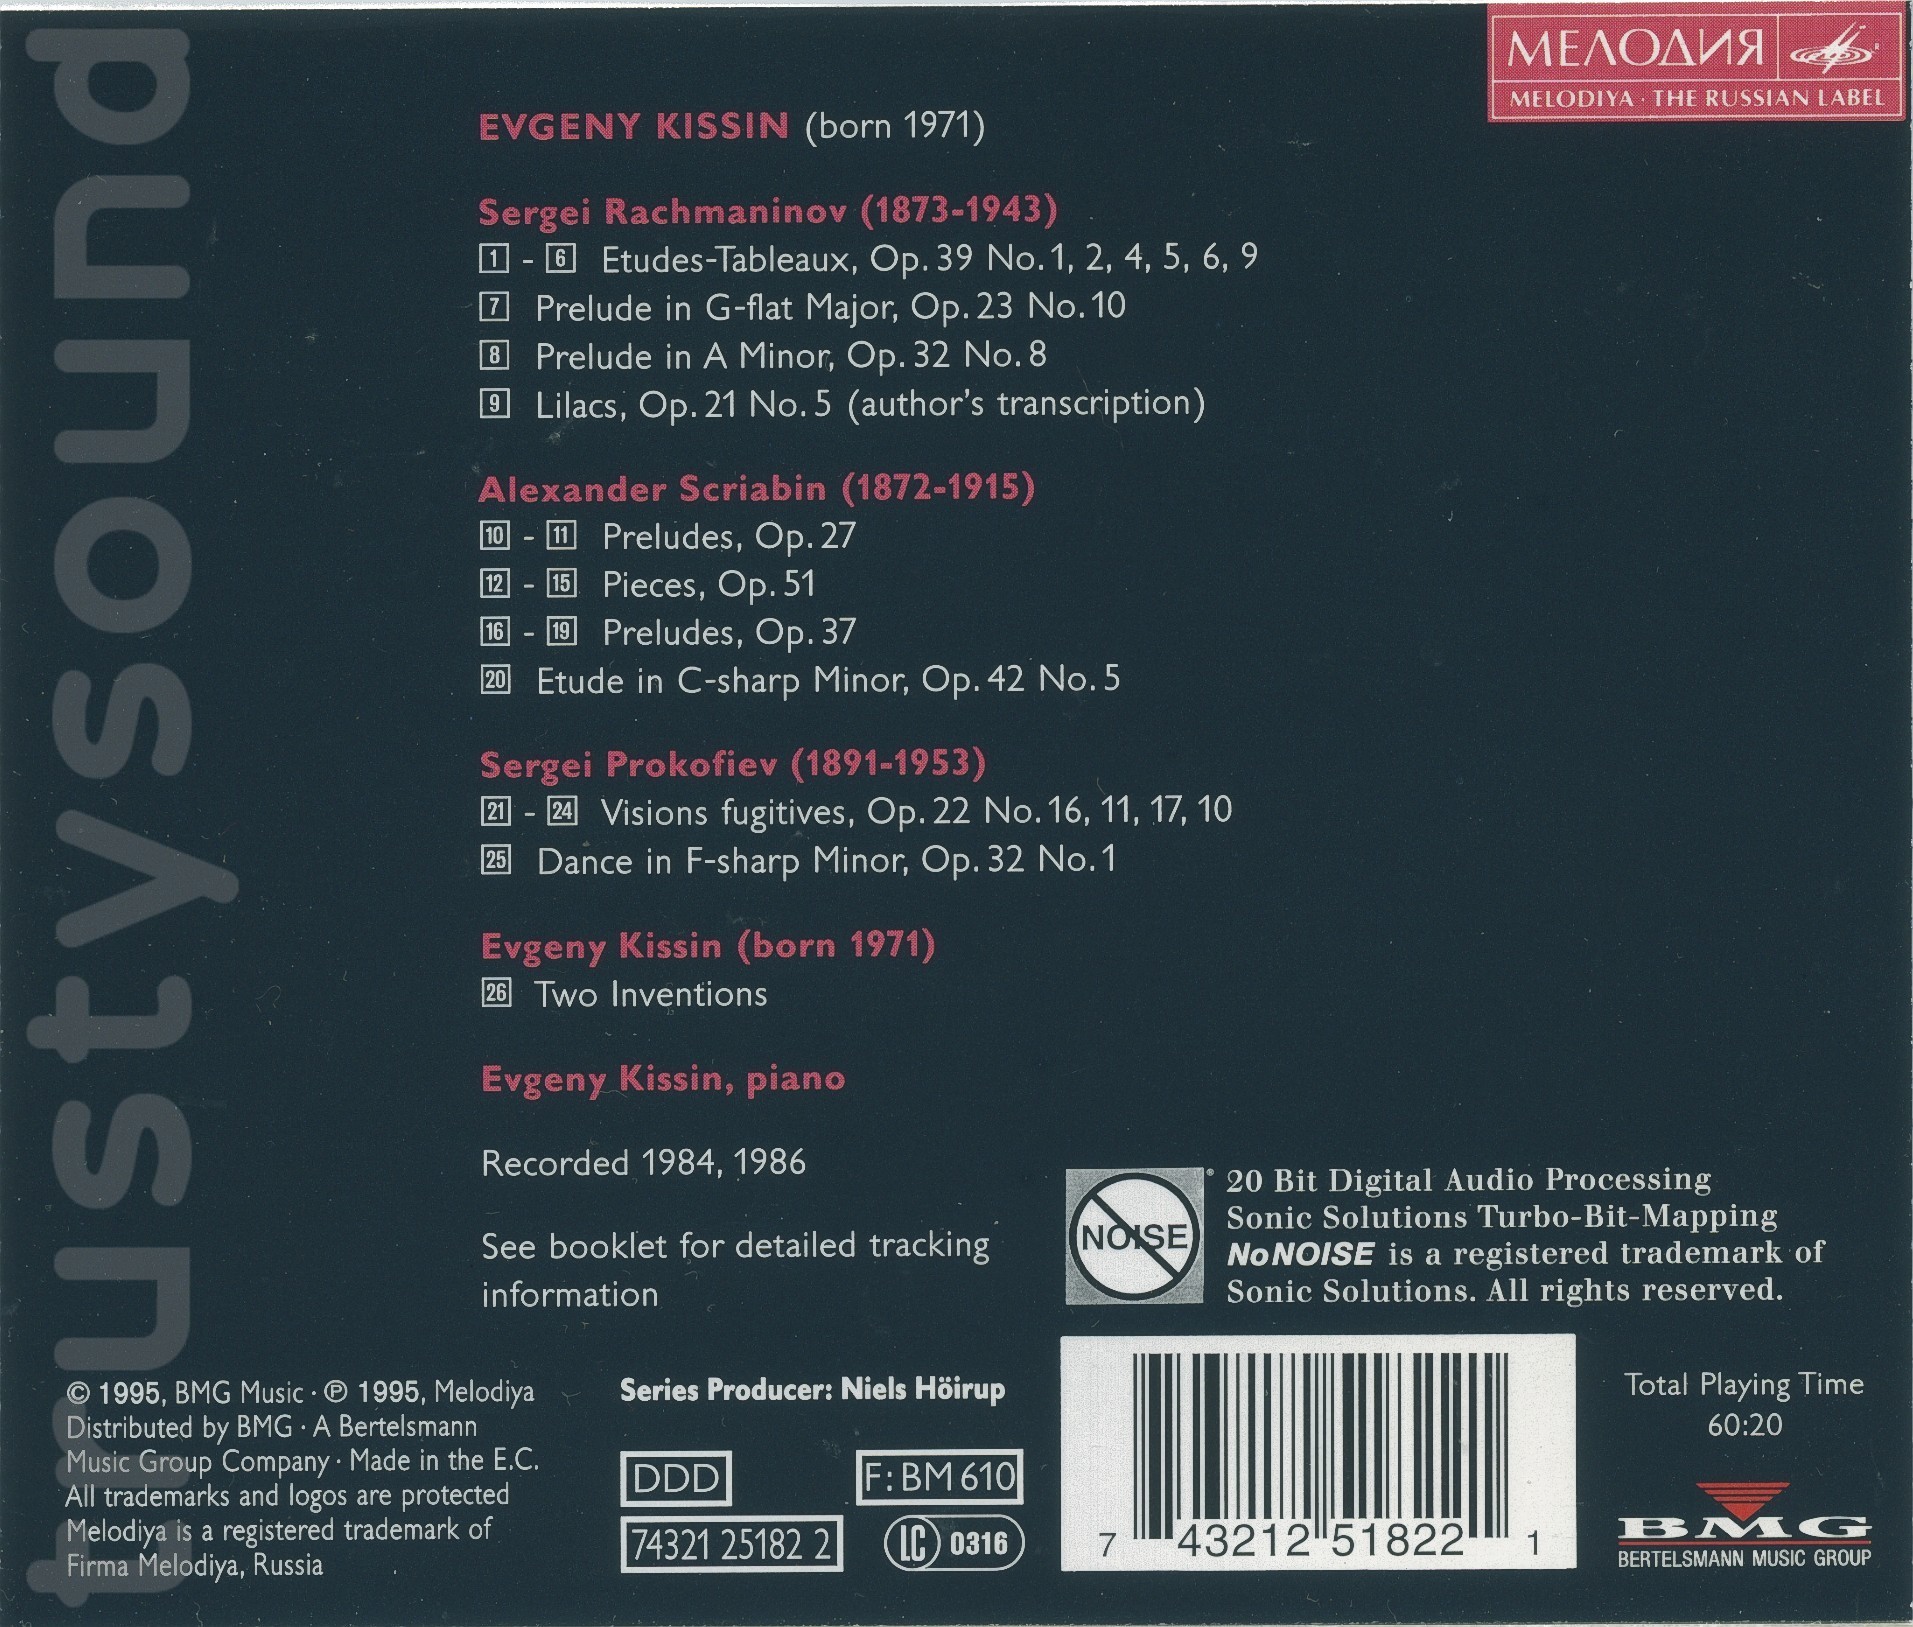 МЕЛОДИЯ
MELODIYA · THE RUSSIAN LABEL
EVGENY KISSIN (born 1971)
Sergei Rachmaninov (1873-1943)
1 - 6 Etudes-Tableaux, Op. 39 No. 1, 2, 4, 5, 6, 9
7 Prelude in G-flat Major, Op. 23 No. 10
8 Prelude in A Minor, Op. 32 No. 8
9 Lilacs, Op. 21 No. 5 (author's transcription)
Alexander Scriabin (1872-1915)
10 - 11 Preludes, Op. 27
12 - 15 Pieces, Op. 51
16 - 19 Preludes, Op. 37
20 Etude in C-sharp Minor, Op. 42 No. 5
Sergei Prokofiev (1891-1953)
21 - 24 Visions fugitives, Op. 22 No. 16, 11, 17, 10
25 Dance in F-sharp Minor, Op. 32 No. 1
Evgeny Kissin (born 1971)
26 Two Inventions
Evgeny Kissin, piano
Recorded 1984, 1986
See booklet for detailed tracking
information
NOISE
20 Bit Digital Audio Processing
Sonic Solutions Turbo-Bit-Mapping
NoNOISE is a registered trademark of
Sonic Solutions. All rights reserved.
© 1995, BMG Music · ℗ 1995, Melodiya
Distributed by BMG · A Bertelsmann
Music Group Company · Made in the E.C.
All trademarks and logos are protected
Melodiya is a registered trademark of
Firma Melodiya, Russia
Series Producer: Niels Höirup
DDD
F: BM 610
74321 25182 2
LC 0316
7 43212 51822 1
Total Playing Time
60:20
BMG
BERTELSMANN MUSIC GROUP
trustysound